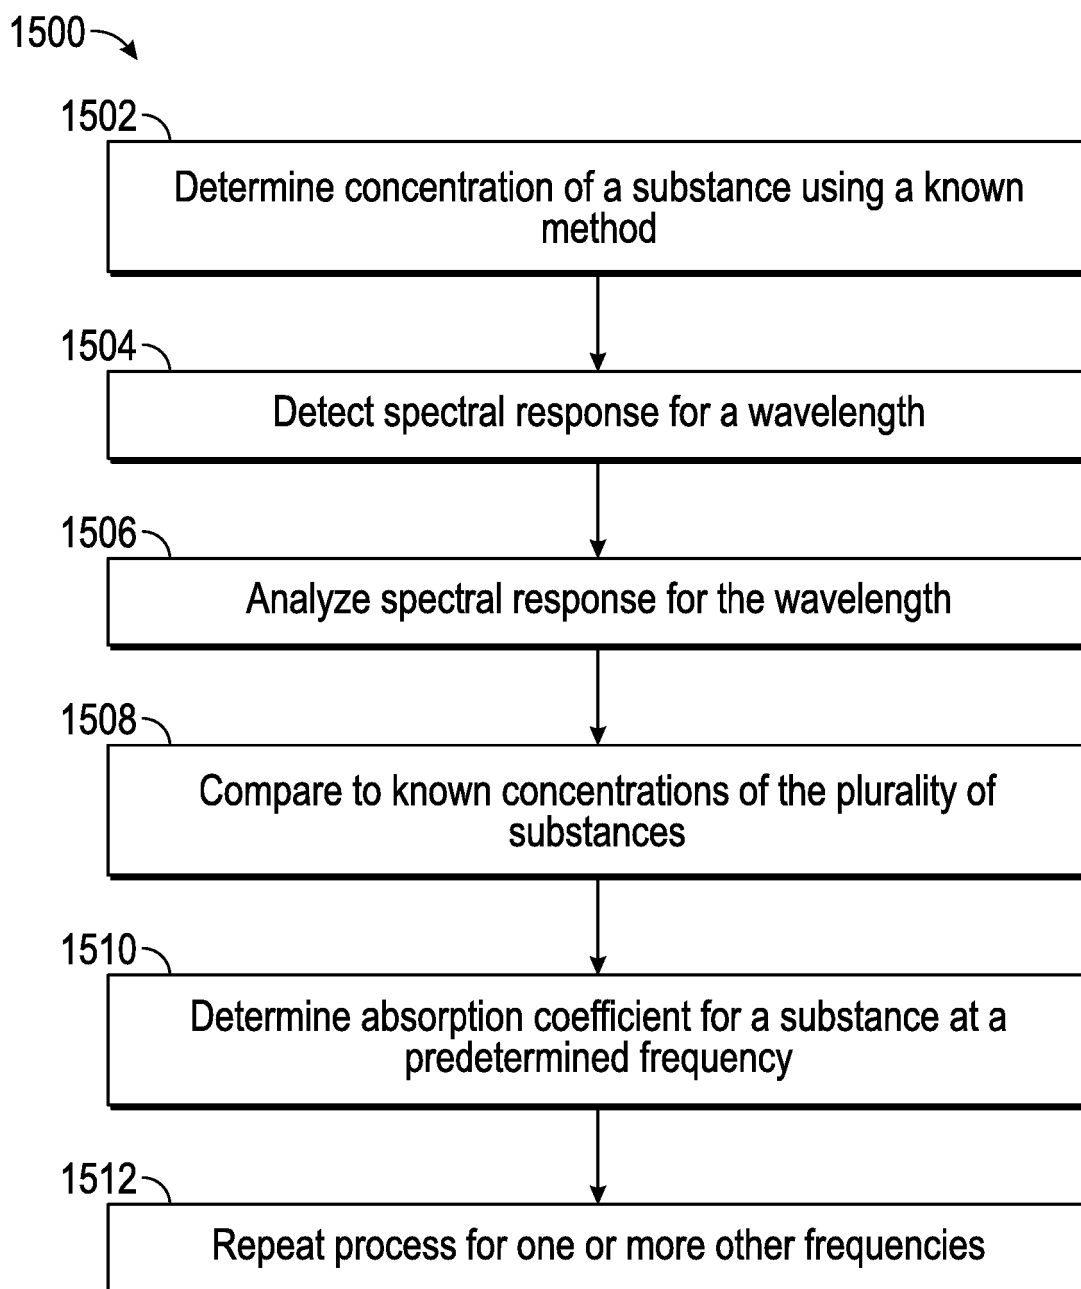 1500
1502
Determine concentration of a substance using a known
method
1504
Detect spectral response for a wavelength
1506
Analyze spectral response for the wavelength
1508
Compare to known concentrations of the plurality of
substances
1510
Determine absorption coefficient for a substance at a
predetermined frequency
1512
Repeat process for one or more other frequencies